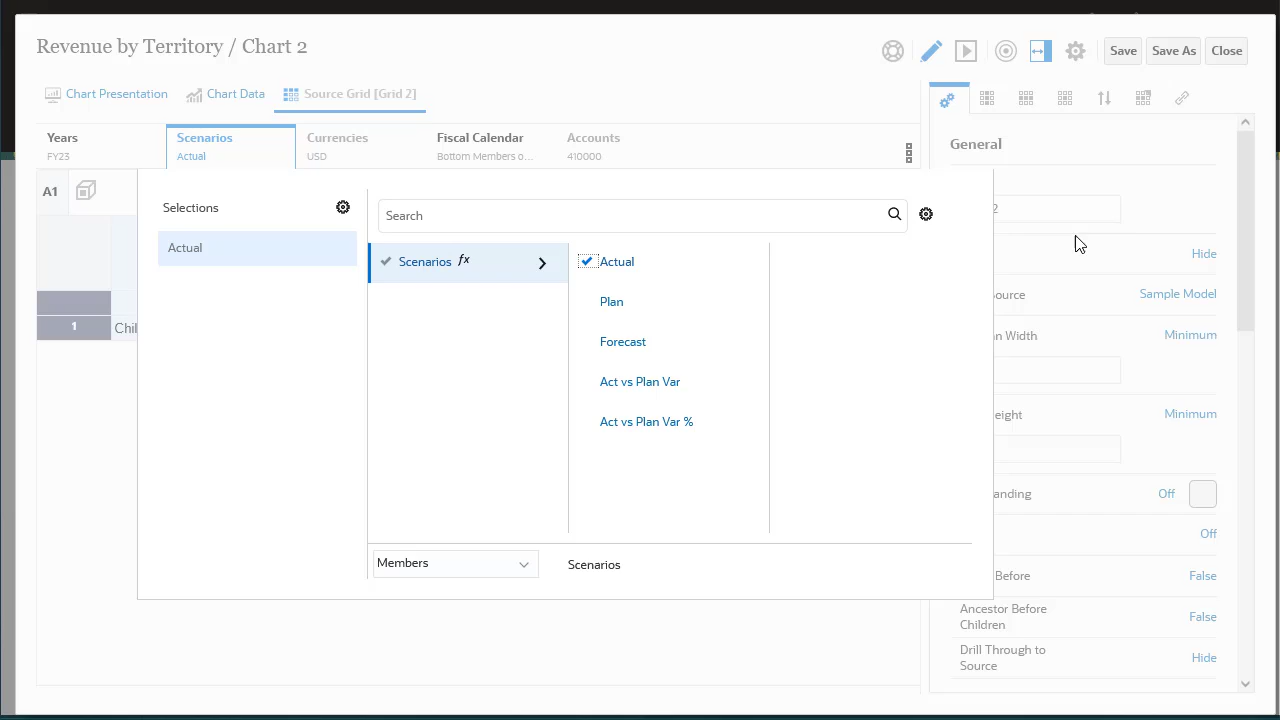 Revenue by Territory / Chart 2
Save
Save As
Close
Chart Presentation
Chart Data
Source Grid [Grid 2]
Years
FY23
Scenarios
Actual
Currencies
USD
Fiscal Calendar
Bottom Members o...
Accounts
410000
A1
1
Chil
Selections
Actual
Search
Scenarios fx
Actual
Plan
Forecast
Act vs Plan Var
Act vs Plan Var %
Members
Scenarios
General
2
Hide
ource
Sample Model
n Width
Minimum
eight
Minimum
anding
Off
Off
Before
False
Ancestor Before
Children
False
Drill Through to
Source
Hide